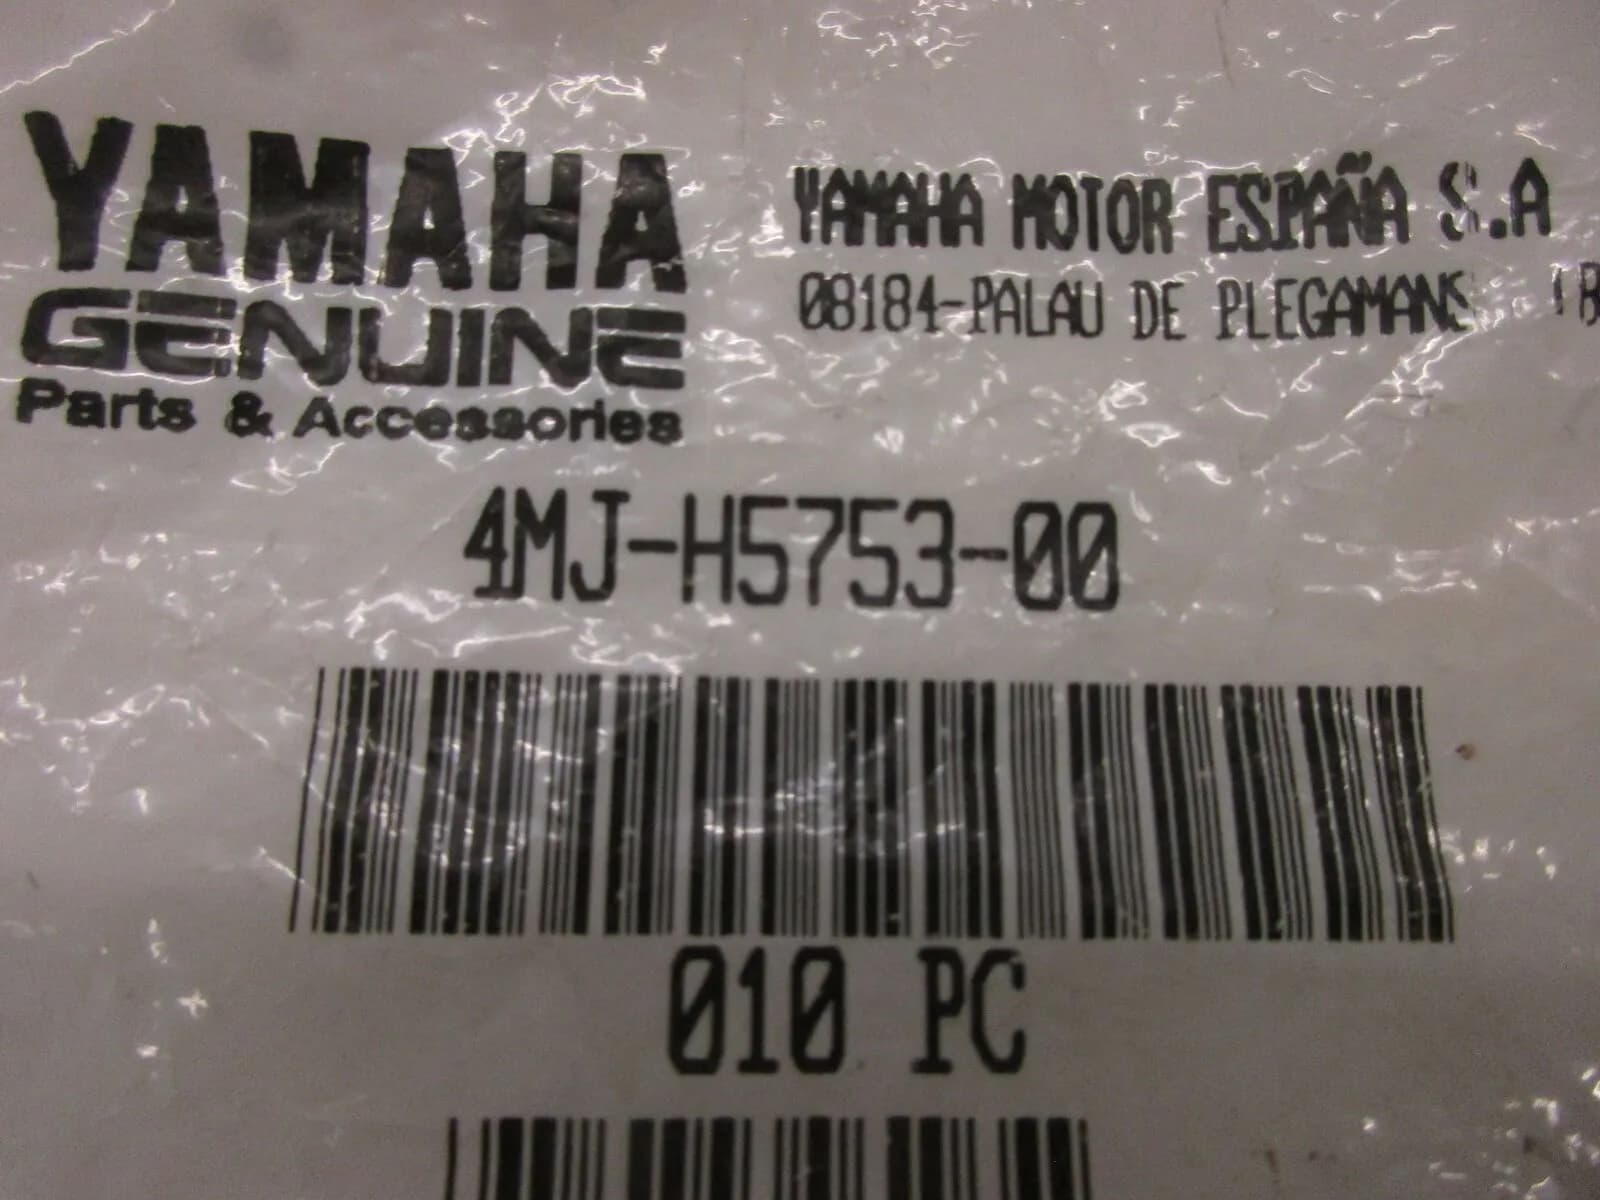 YAMAHA
GENUINE
Parts & Accessories
YAMAHA MOTOR ESPAÑA S.A
08184-PALAU DE PLEGAMANS
4MJ-H5753-00
010 PC